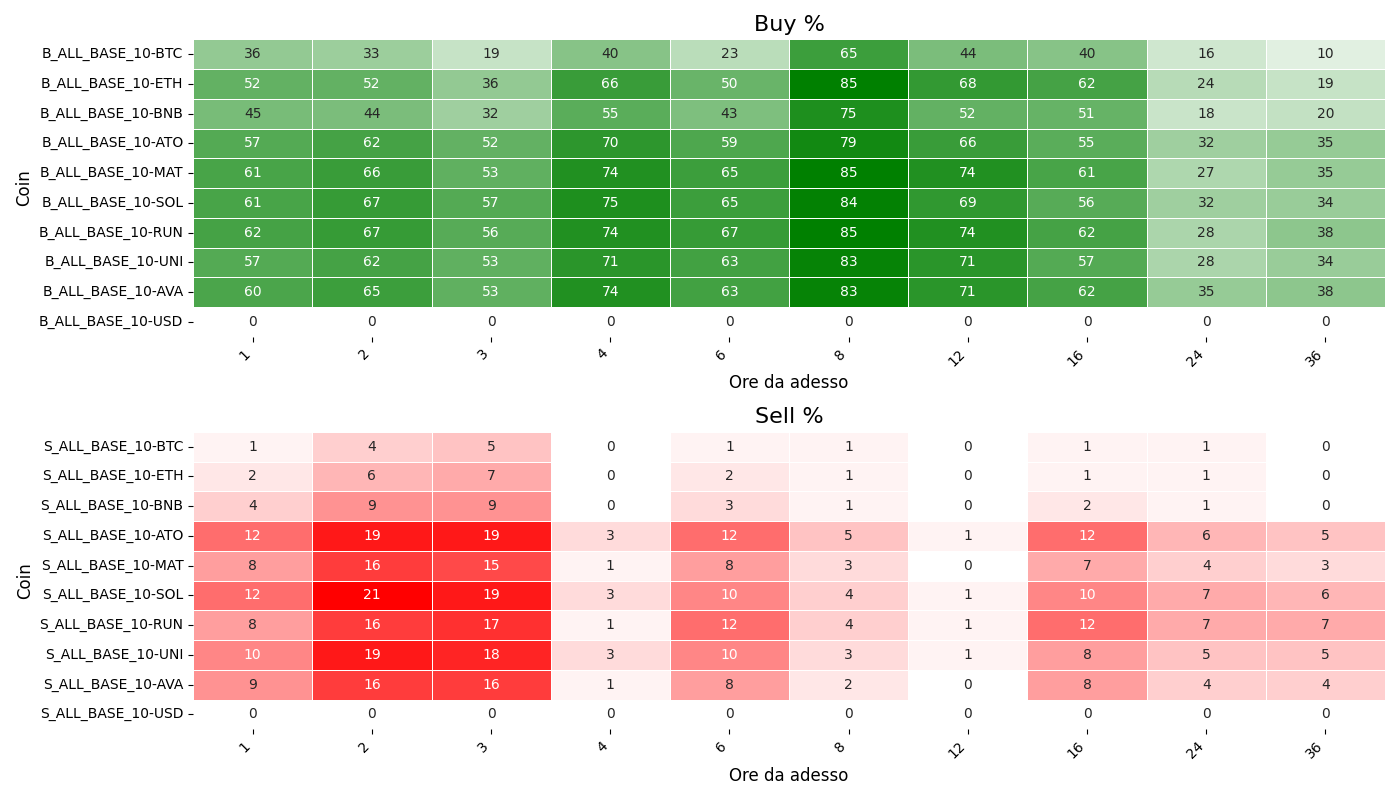 Buy %
B_ALL_BASE_10-BTC 36 33 19 40 23 65 44 40 16 10
B_ALL_BASE_10-ETH 52 52 36 66 50 85 68 62 24 19
B_ALL_BASE_10-BNB 45 44 32 55 43 75 52 51 18 20
B_ALL_BASE_10-ATO 57 62 52 70 59 79 66 55 32 35
B_ALL_BASE_10-MAT 61 66 53 74 65 85 74 61 27 35
B_ALL_BASE_10-SOL 61 67 57 75 65 84 69 56 32 34
B_ALL_BASE_10-RUN 62 67 56 74 67 85 74 62 28 38
B_ALL_BASE_10-UNI 57 62 53 71 63 83 71 57 28 34
B_ALL_BASE_10-AVA 60 65 53 74 63 83 71 62 35 38
B_ALL_BASE_10-USD 0 0 0 0 0 0 0 0 0 0
Coin
1 2 3 4 6 8 12 16 24 36
Ore da adesso
Sell %
S_ALL_BASE_10-BTC 1 4 5 0 1 1 0 1 1 0
S_ALL_BASE_10-ETH 2 6 7 0 2 1 0 1 1 0
S_ALL_BASE_10-BNB 4 9 9 0 3 1 0 2 1 0
S_ALL_BASE_10-ATO 12 19 19 3 12 5 1 12 6 5
S_ALL_BASE_10-MAT 8 16 15 1 8 3 0 7 4 3
S_ALL_BASE_10-SOL 12 21 19 3 10 4 1 10 7 6
S_ALL_BASE_10-RUN 8 16 17 1 12 4 1 12 7 7
S_ALL_BASE_10-UNI 10 19 18 3 10 3 1 8 5 5
S_ALL_BASE_10-AVA 9 16 16 1 8 2 0 8 4 4
S_ALL_BASE_10-USD 0 0 0 0 0 0 0 0 0 0
Coin
1 2 3 4 6 8 12 16 24 36
Ore da adesso